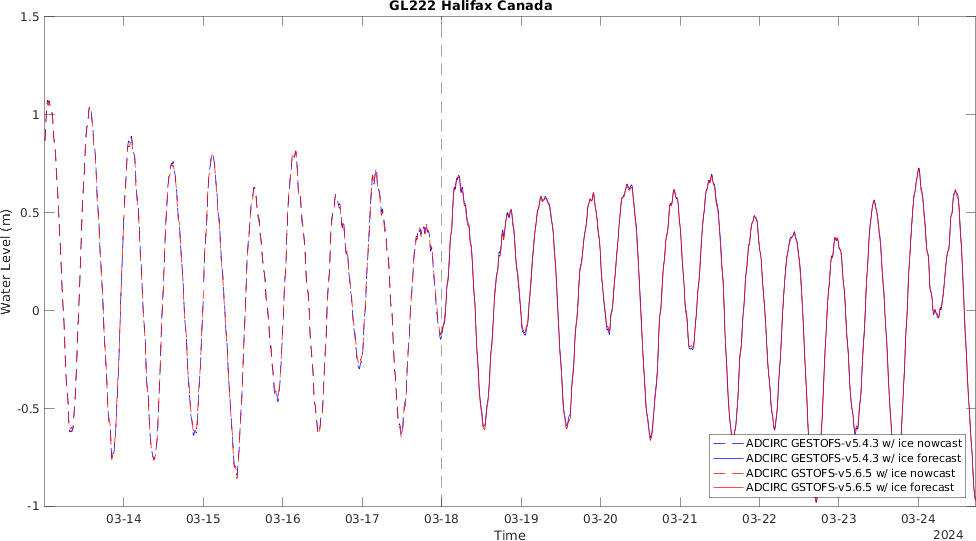 GL222 Halifax Canada
1.5
1
0.5
0
-0.5
-1
Water Level (m)
03-14 03-15 03-16 03-17 03-18 03-19 03-20 03-21 03-22 03-23 03-24
Time
2024
ADCIRC GESTOFS-v5.4.3 w/ ice nowcast
ADCIRC GESTOFS-v5.4.3 w/ ice forecast
ADCIRC GSTOFS-v5.6.5 w/ ice nowcast
ADCIRC GSTOFS-v5.6.5 w/ ice forecast